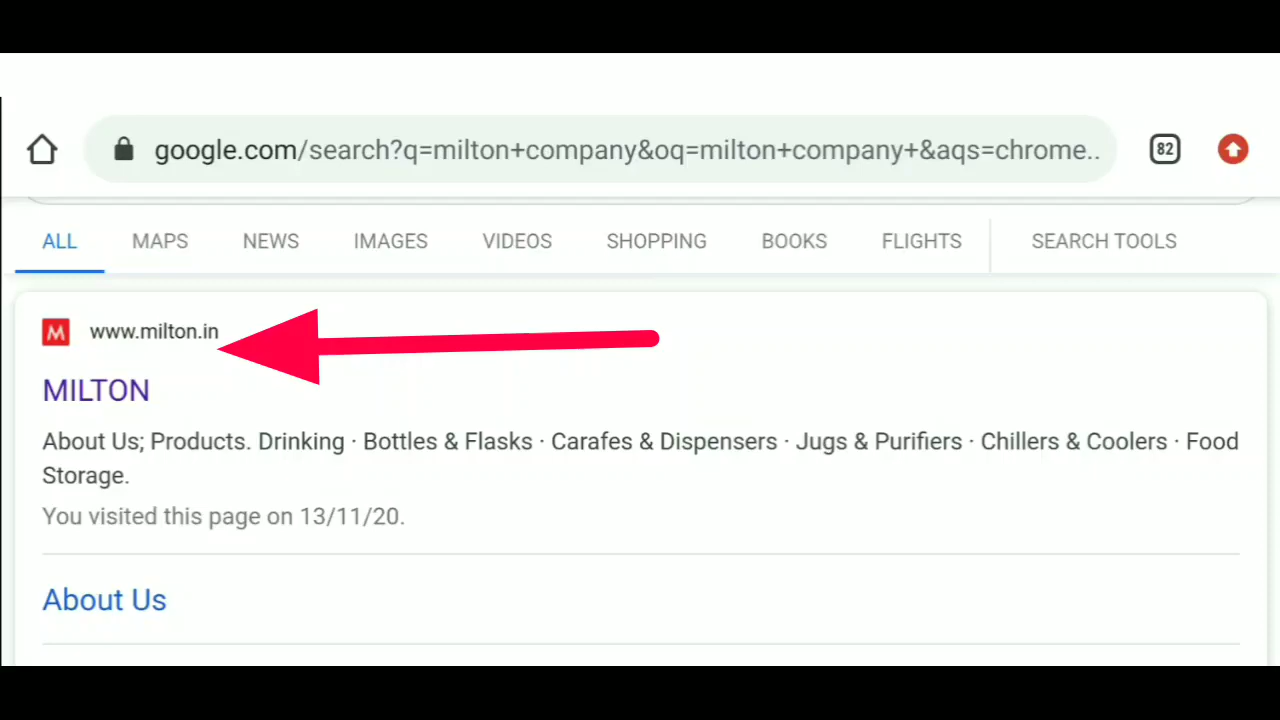 google.com/search?q=milton+company&oq=milton+company+&aqs=chrome..
82
ALL MAPS NEWS IMAGES VIDEOS SHOPPING BOOKS FLIGHTS SEARCH TOOLS
M www.milton.in
MILTON
About Us; Products. Drinking · Bottles & Flasks · Carafes & Dispensers · Jugs & Purifiers · Chillers & Coolers · Food
Storage.
You visited this page on 13/11/20.
About Us